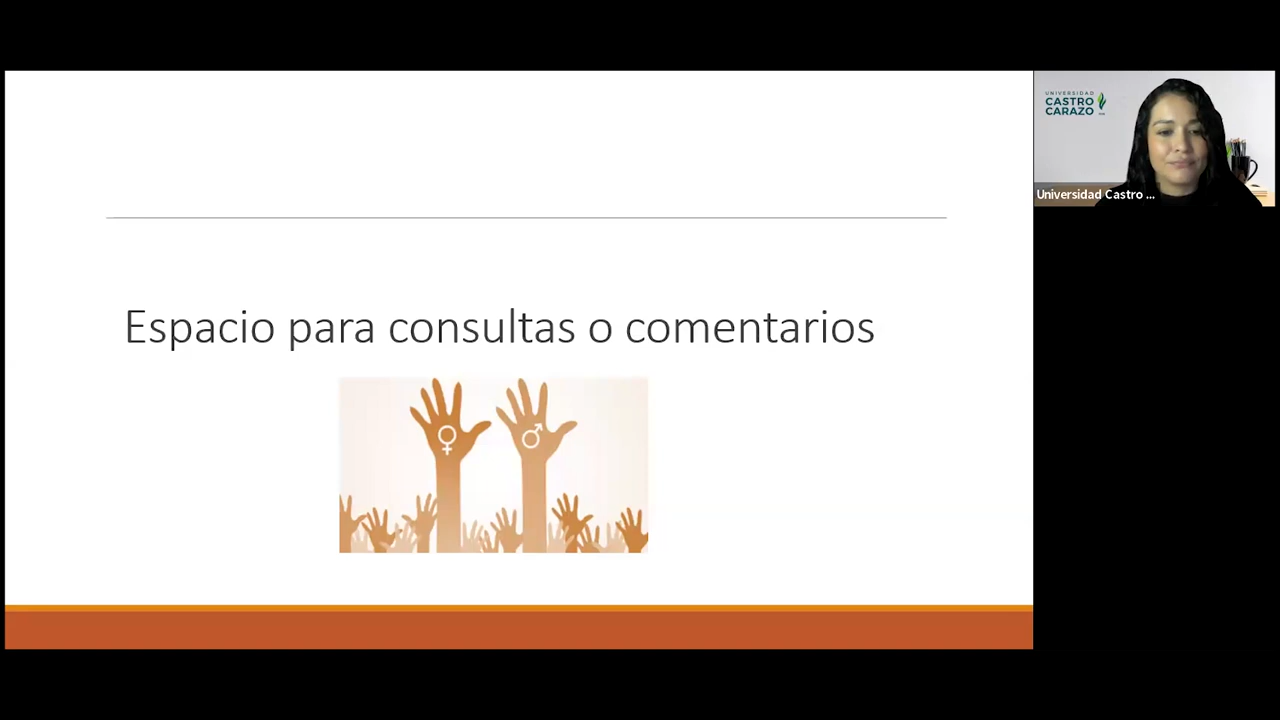 Espacio para consultas o comentarios
UNIVERSIDAD
CASTRO
CARAZO
Universidad Castro ...